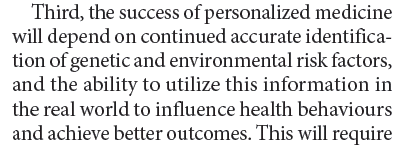 Third, the success of personalized medicine
will depend on continued accurate identifica-
tion of genetic and environmental risk factors,
and the ability to utilize this information in
the real world to influence health behaviours
and achieve better outcomes. This will require